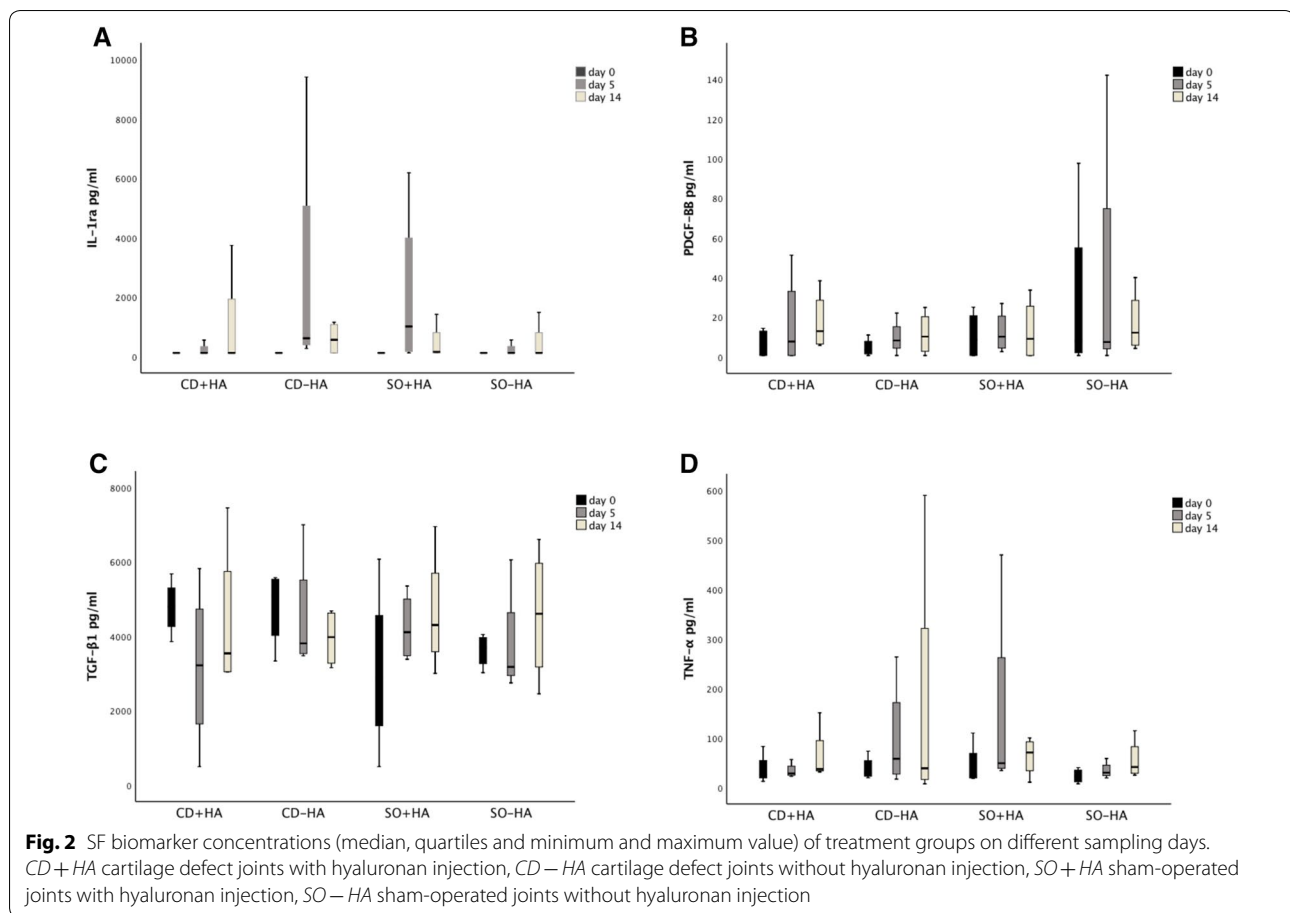 A
10000
8000
6000
4000
2000
0
IL-1ra pg/ml
day 0
day 5
day 14
CD+HA CD−HA SO+HA SO−HA
B
140
120
100
80
60
40
20
0
PDGF-BB pg/ml
day 0
day 5
day 14
CD+HA CD−HA SO+HA SO−HA
C
8000
6000
4000
2000
0
TGF-β1 pg/ml
day 0
day 5
day 14
CD+HA CD−HA SO+HA SO−HA
D
600
500
400
300
200
100
0
TNF-α pg/ml
day 0
day 5
day 14
CD+HA CD−HA SO+HA SO−HA
Fig. 2 SF biomarker concentrations (median, quartiles and minimum and maximum value) of treatment groups on different sampling days.
CD + HA cartilage defect joints with hyaluronan injection, CD − HA cartilage defect joints without hyaluronan injection, SO + HA sham-operated
joints with hyaluronan injection, SO − HA sham-operated joints without hyaluronan injection